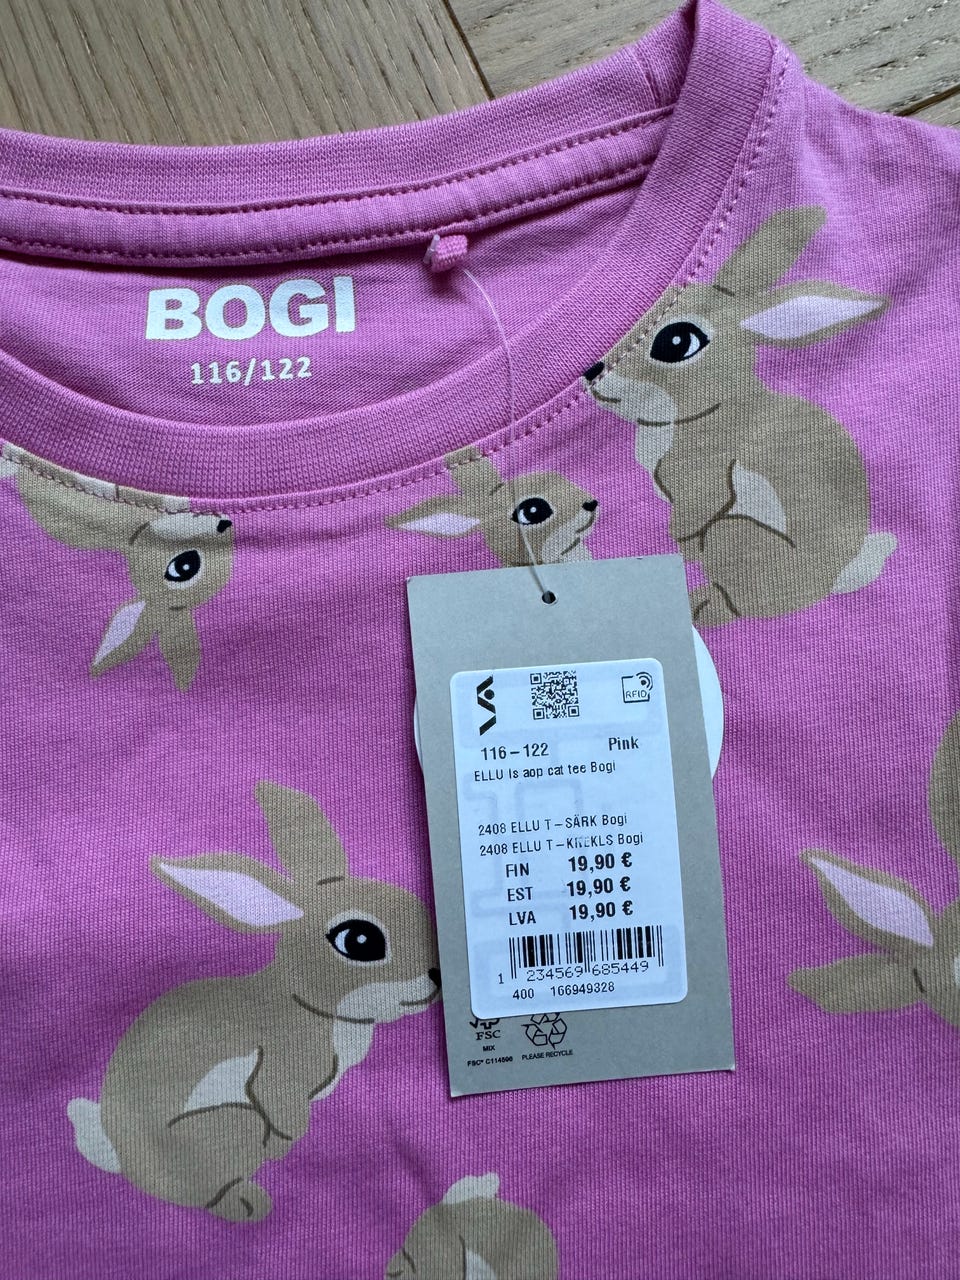 BOGI
116/122
RFID
116-122 Pink
ELLU ls aop cat tee Bogi
2408 ELLU T-SÄRK Bogi
2408 ELLU T-KREKLS Bogi
FIN 19,90 €
EST 19,90 €
LVA 19,90 €
1 234569 685449
400 166949328
FSC
MIX
FSC® C114596
PLEASE RECYCLE